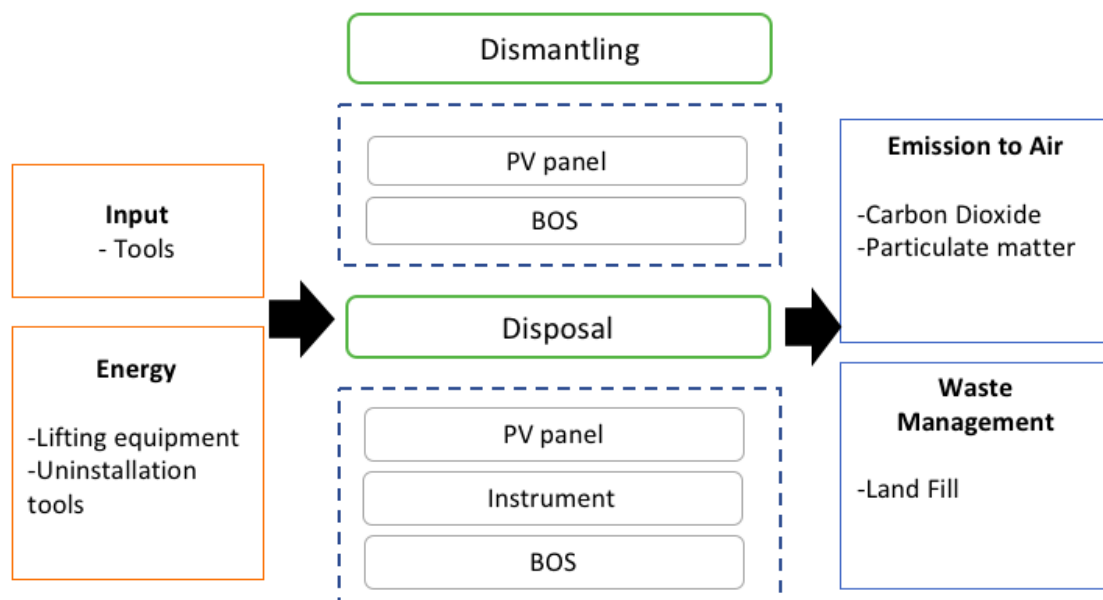 Input
- Tools
Energy
-Lifting equipment
-Uninstallation
tools
Dismantling
PV panel
BOS
Disposal
PV panel
Instrument
BOS
Emission to Air
-Carbon Dioxide
-Particulate matter
Waste
Management
-Land Fill